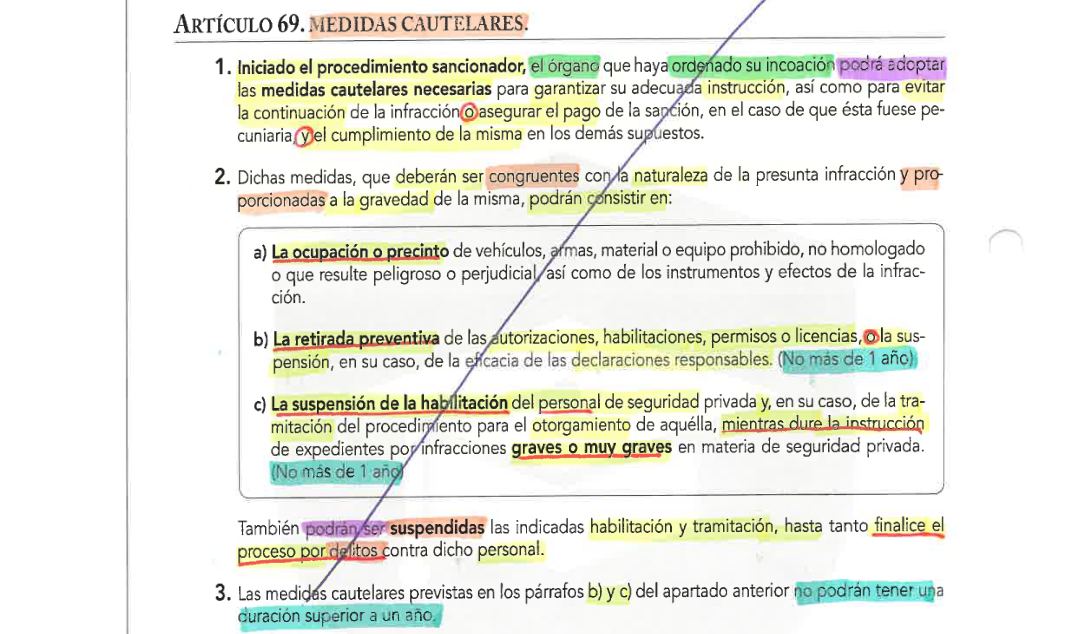 ARTÍCULO 69. MEDIDAS CAUTELARES.
1. Iniciado el procedimiento sancionador, el órgano que haya ordenado su incoación podrá adoptar
las medidas cautelares necesarias para garantizar su adecuada instrucción, así como para evitar
la continuación de la infracción o asegurar el pago de la sanción, en el caso de que ésta fuese pe-
cuniaria, y el cumplimiento de la misma en los demás supuestos.
2. Dichas medidas, que deberán ser congruentes con la naturaleza de la presunta infracción y pro-
porcionadas a la gravedad de la misma, podrán consistir en:
a) La ocupación o precinto de vehículos, armas, material o equipo prohibido, no homologado
o que resulte peligroso o perjudicial, así como de los instrumentos y efectos de la infrac-
ción.
b) La retirada preventiva de las autorizaciones, habilitaciones, permisos o licencias, o la sus-
pensión, en su caso, de la eficacia de las declaraciones responsables. (No más de 1 año)
c) La suspensión de la habilitación del personal de seguridad privada y, en su caso, de la tra-
mitación del procedimiento para el otorgamiento de aquélla, mientras dure la instrucción
de expedientes por infracciones graves o muy graves en materia de seguridad privada.
(No más de 1 año)
También podrán ser suspendidas las indicadas habilitación y tramitación, hasta tanto finalice el
proceso por delitos contra dicho personal.
3. Las medidas cautelares previstas en los párrafos b) y c) del apartado anterior no podrán tener una
duración superior a un año.